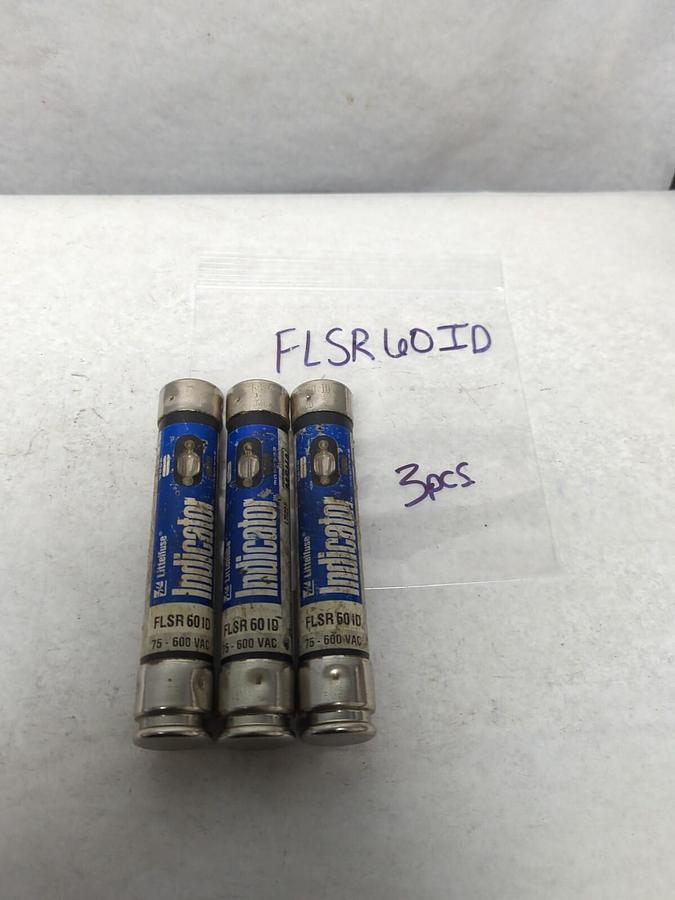 FLSR60ID
3pcs
Littelfuse®
Indicator
FLSR 60 ID
75 - 600 VAC
Littelfuse
Indicator
FLSR 60 ID
75 - 600 VAC
Littelfuse®
Indicator
FLSR 60 ID
75 - 600 VAC